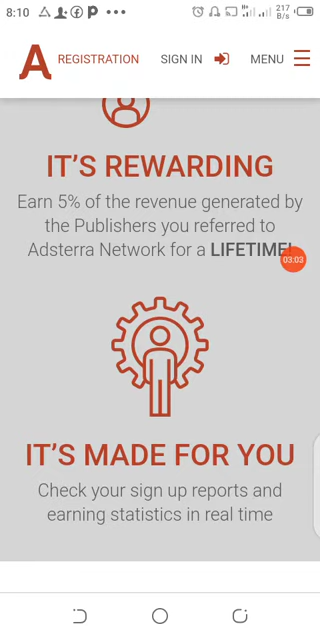 8:10
217
B/s
A REGISTRATION SIGN IN MENU
IT'S REWARDING
Earn 5% of the revenue generated by
the Publishers you referred to
Adsterra Network for a LIFETIME!
03:03
IT'S MADE FOR YOU
Check your sign up reports and
earning statistics in real time